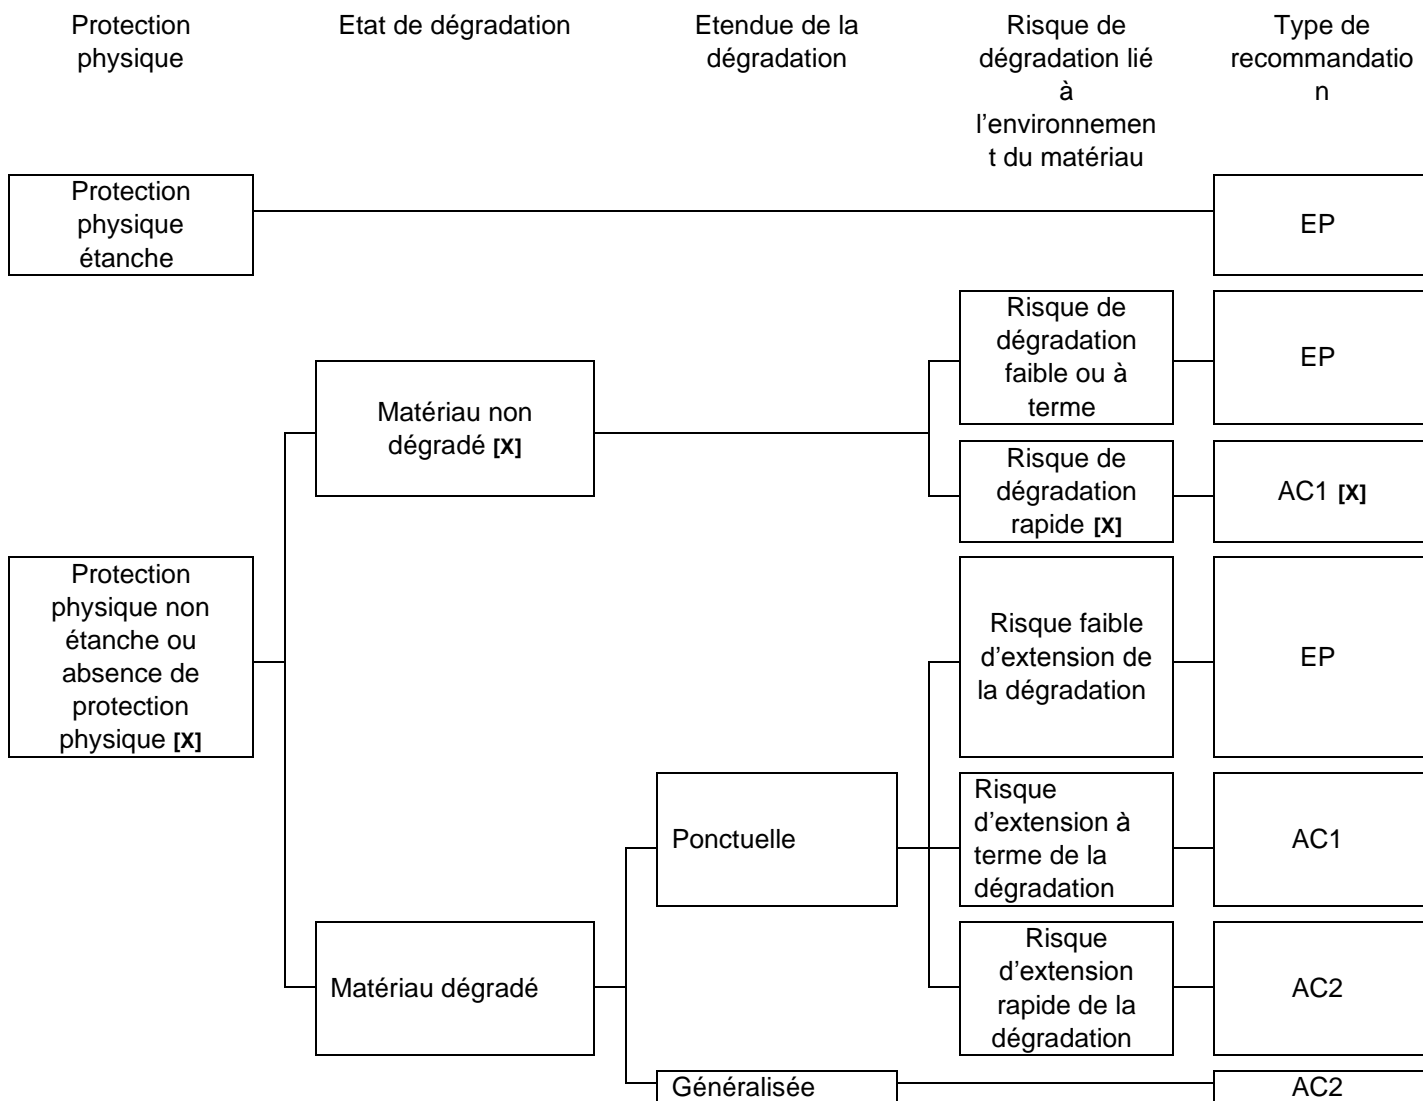 Protection
physique
Etat de dégradation
Etendue de la
dégradation
Risque de
dégradation lié
à
l'environnemen
t du matériau
Type de
recommandatio
n
Protection
physique
étanche
EP
Risque de
dégradation
faible ou à
terme
EP
Matériau non
dégradé [X]
Risque de
dégradation
rapide [X]
AC1 [X]
Protection
physique non
étanche ou
absence de
protection
physique [X]
Risque faible
d'extension de
la dégradation
EP
Ponctuelle
Risque
d'extension à
terme de la
dégradation
AC1
Matériau dégradé
Risque
d'extension
rapide de la
dégradation
AC2
Généralisée
AC2